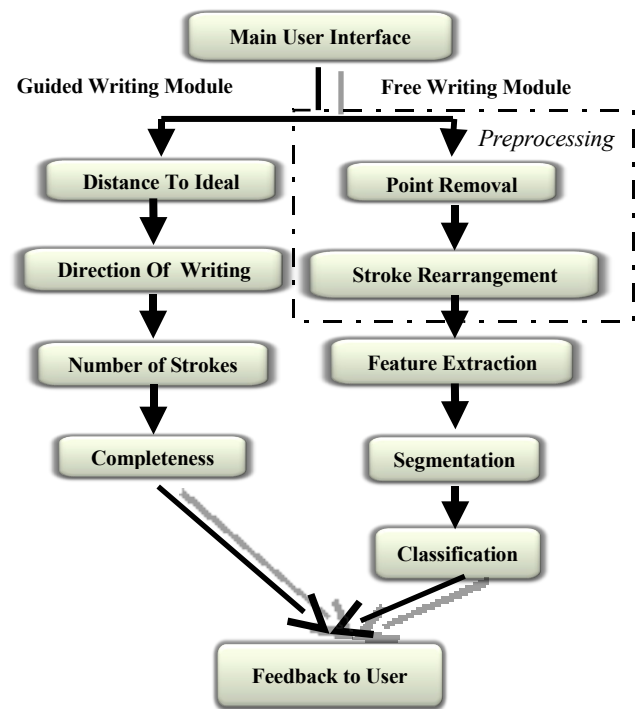 Main User Interface
Guided Writing Module
Free Writing Module
Preprocessing
Distance To Ideal
Point Removal
Direction Of Writing
Stroke Rearrangement
Number of Strokes
Feature Extraction
Completeness
Segmentation
Classification
Feedback to User